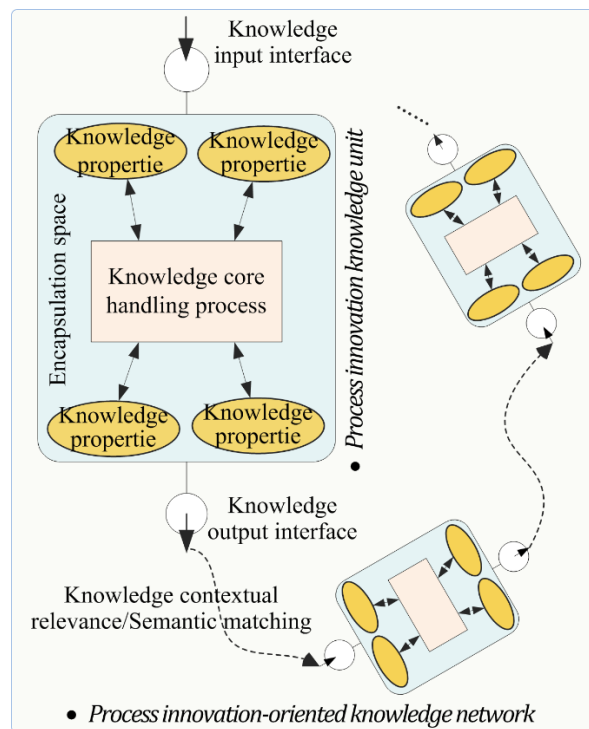 Knowledge
input interface
Knowledge
propertie
Knowledge
propertie
Encapsulation space
Knowledge core
handling process
Knowledge
propertie
Knowledge
propertie
• Process innovation knowledge unit
Knowledge
output interface
Knowledge contextual
relevance/Semantic matching
• Process innovation-oriented knowledge network